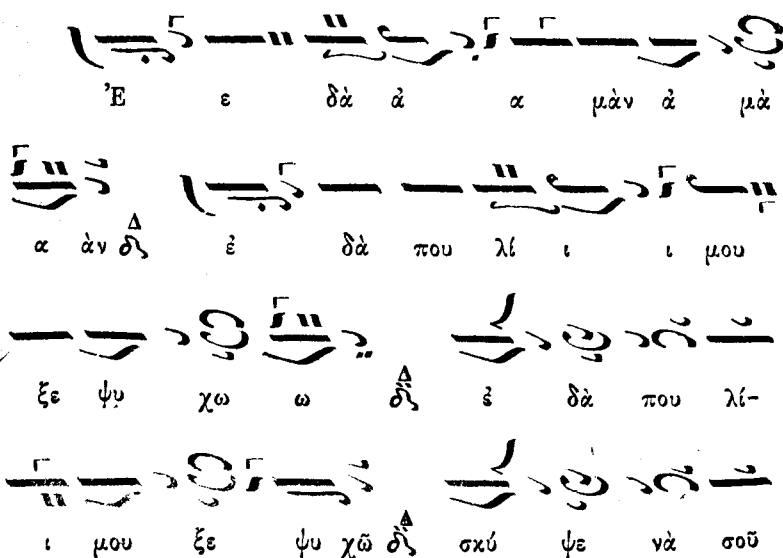 Ἐ ε δὰ ἀ α μὰν ἀ μὰ
α ὰν Δ ἐ δὰ που λί ι ι μου
ξε ψυ χω ω Δ ἐ δὰ που λί-
ι μου ξε ψυ χῶ Δ σκύ ψε νὰ σοῦ